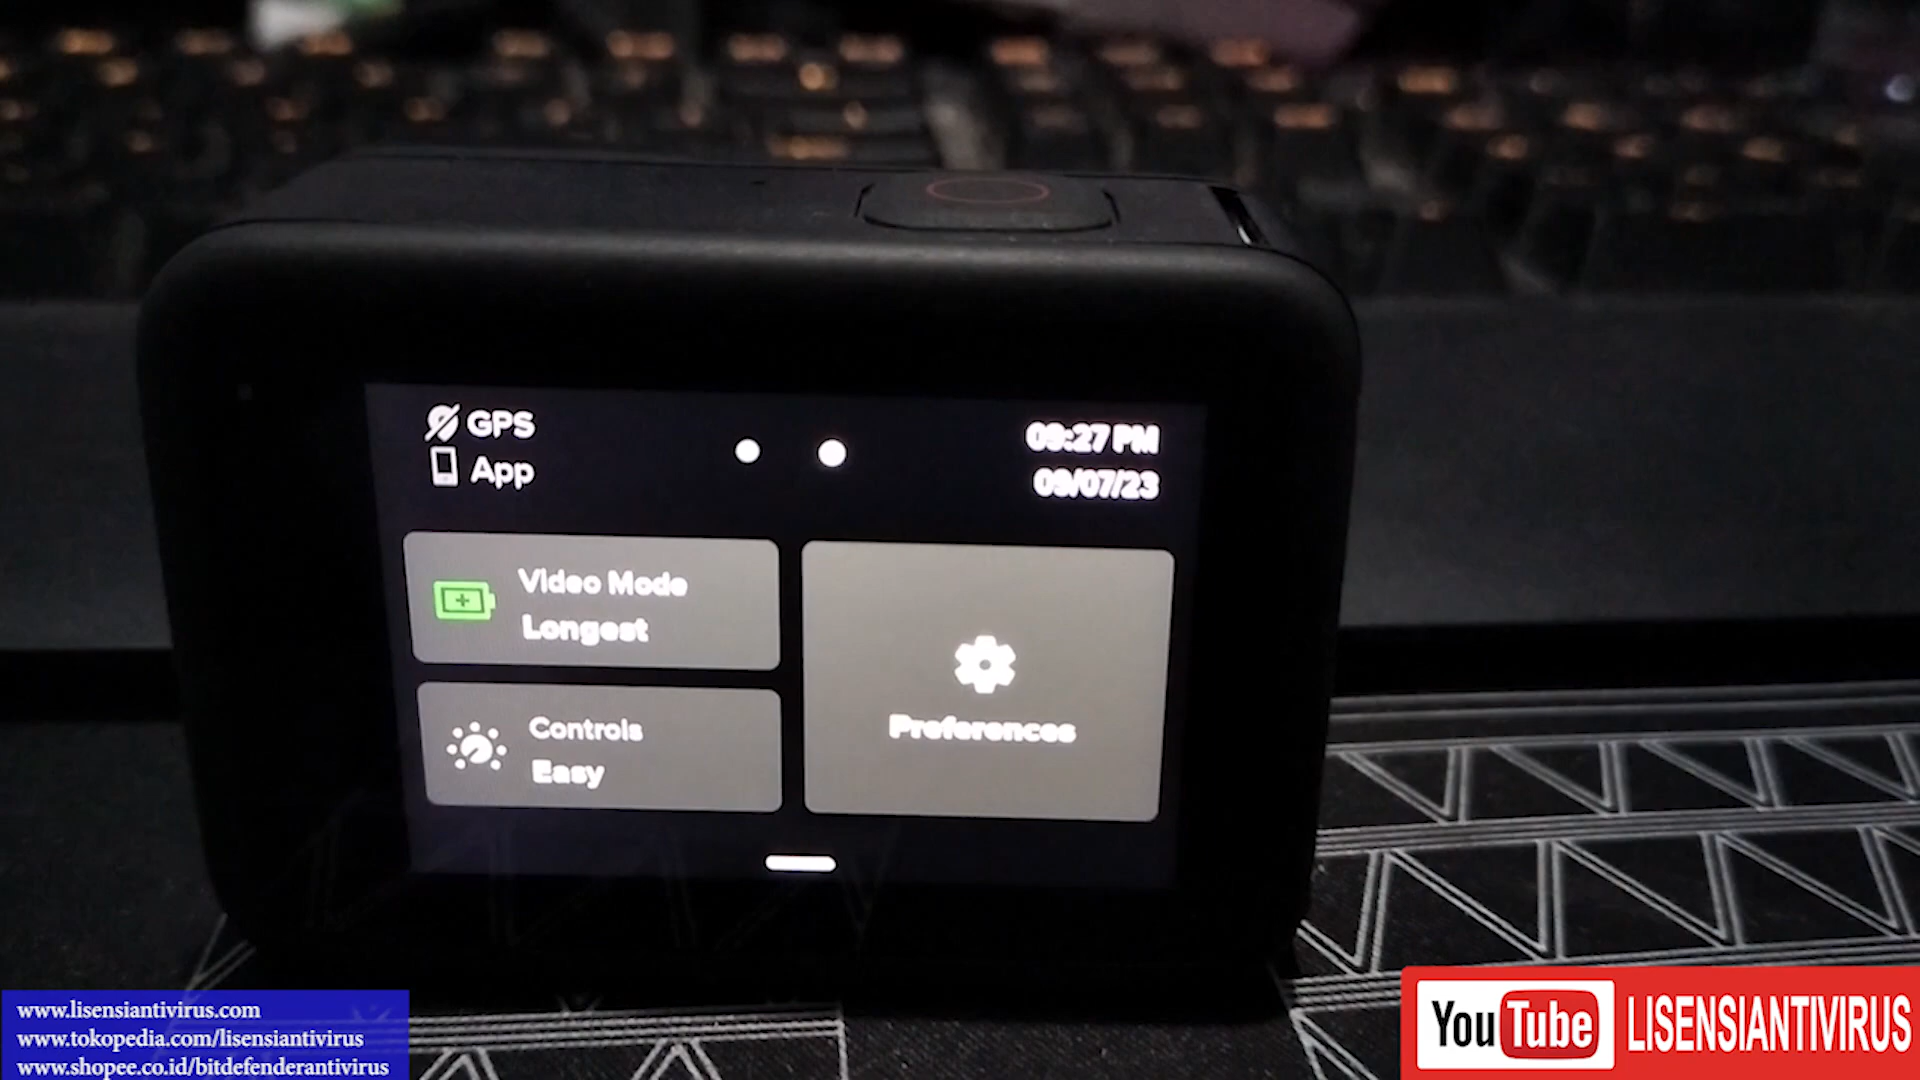 GPS
App
09:27 PM
09/07/23
Video Mode
Longest
Controls
Easy
Preferences
www.lisensiantivirus.com
www.tokopedia.com/lisensiantivirus
www.shopee.co.id/bitdefenderantivirus
YouTube LISENSIANTIVIRUS